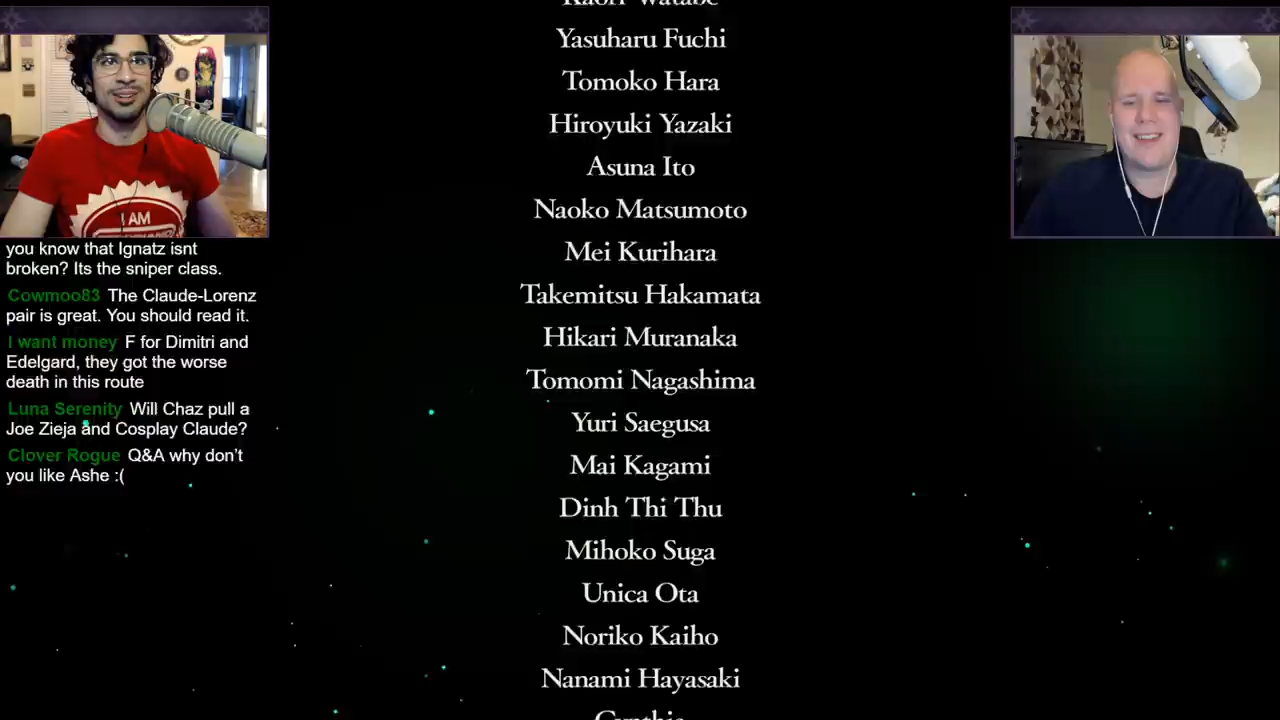 Yasuharu Fuchi
Tomoko Hara
Hiroyuki Yazaki
Asuna Ito
Naoko Matsumoto
Mei Kurihara
Takemitsu Hakamata
Hikari Muranaka
Tomomi Nagashima
Yuri Saegusa
Mai Kagami
Dinh Thi Thu
Mihoko Suga
Unica Ota
Noriko Kaiho
Nanami Hayasaki
I AM
you know that Ignatz isnt
broken? Its the sniper class.
Cowmoo83 The Claude-Lorenz
pair is great. You should read it.
I want money F for Dimitri and
Edelgard, they got the worse
death in this route
Luna Serenity Will Chaz pull a
Joe Zieja and Cosplay Claude?
Clover Rogue Q&A why don’t
you like Ashe :(